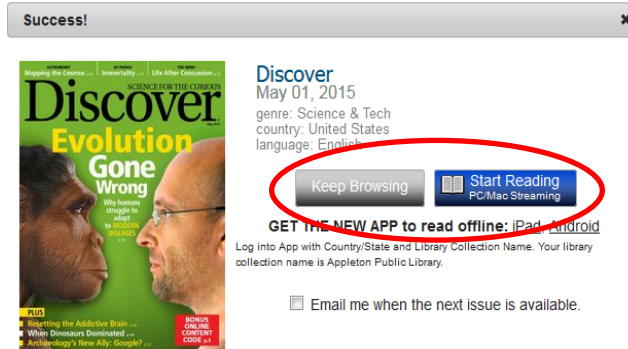 Success!
×
ASTRONOMY
Mapping the Cosmos
20 THINGS
Immortality
THE BRAIN
Life After Concussion
SCIENCE FOR THE CURIOUS
Discover
Evolution
Gone
Wrong
Why humans
struggle to
adapt
to MODERN
DISEASES
PLUS
Resetting the Addictive Brain
When Dinosaurs Dominated
Archaeology's New Ally: Google?
BONUS
ONLINE
CONTENT
CODE p.3
Discover
May 01, 2015
genre: Science & Tech
country: United States
language: English
Keep Browsing
Start Reading
PC/Mac Streaming
GET THE NEW APP to read offline: iPad, Android
Log into App with Country/State and Library Collection Name. Your library
collection name is Appleton Public Library.
Email me when the next issue is available.